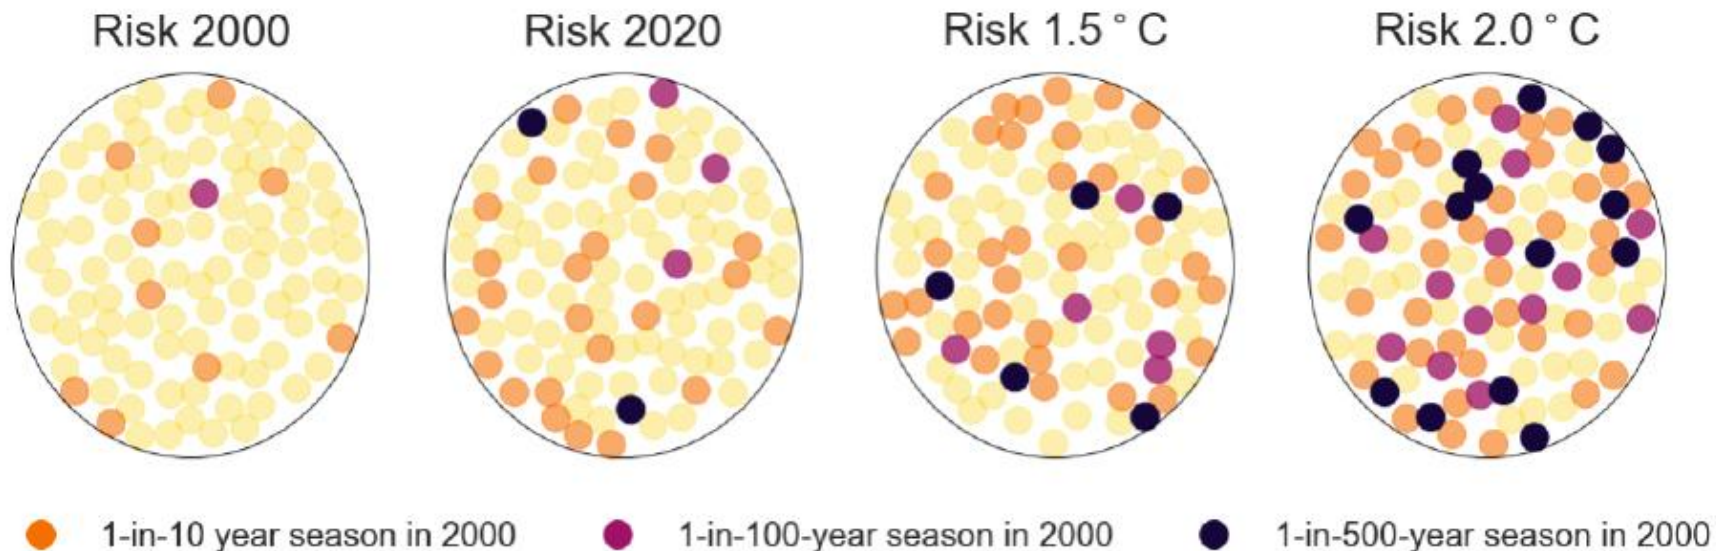 Risk 2000
Risk 2020
Risk 1.5°C
Risk 2.0°C
1-in-10 year season in 2000
1-in-100-year season in 2000
1-in-500-year season in 2000